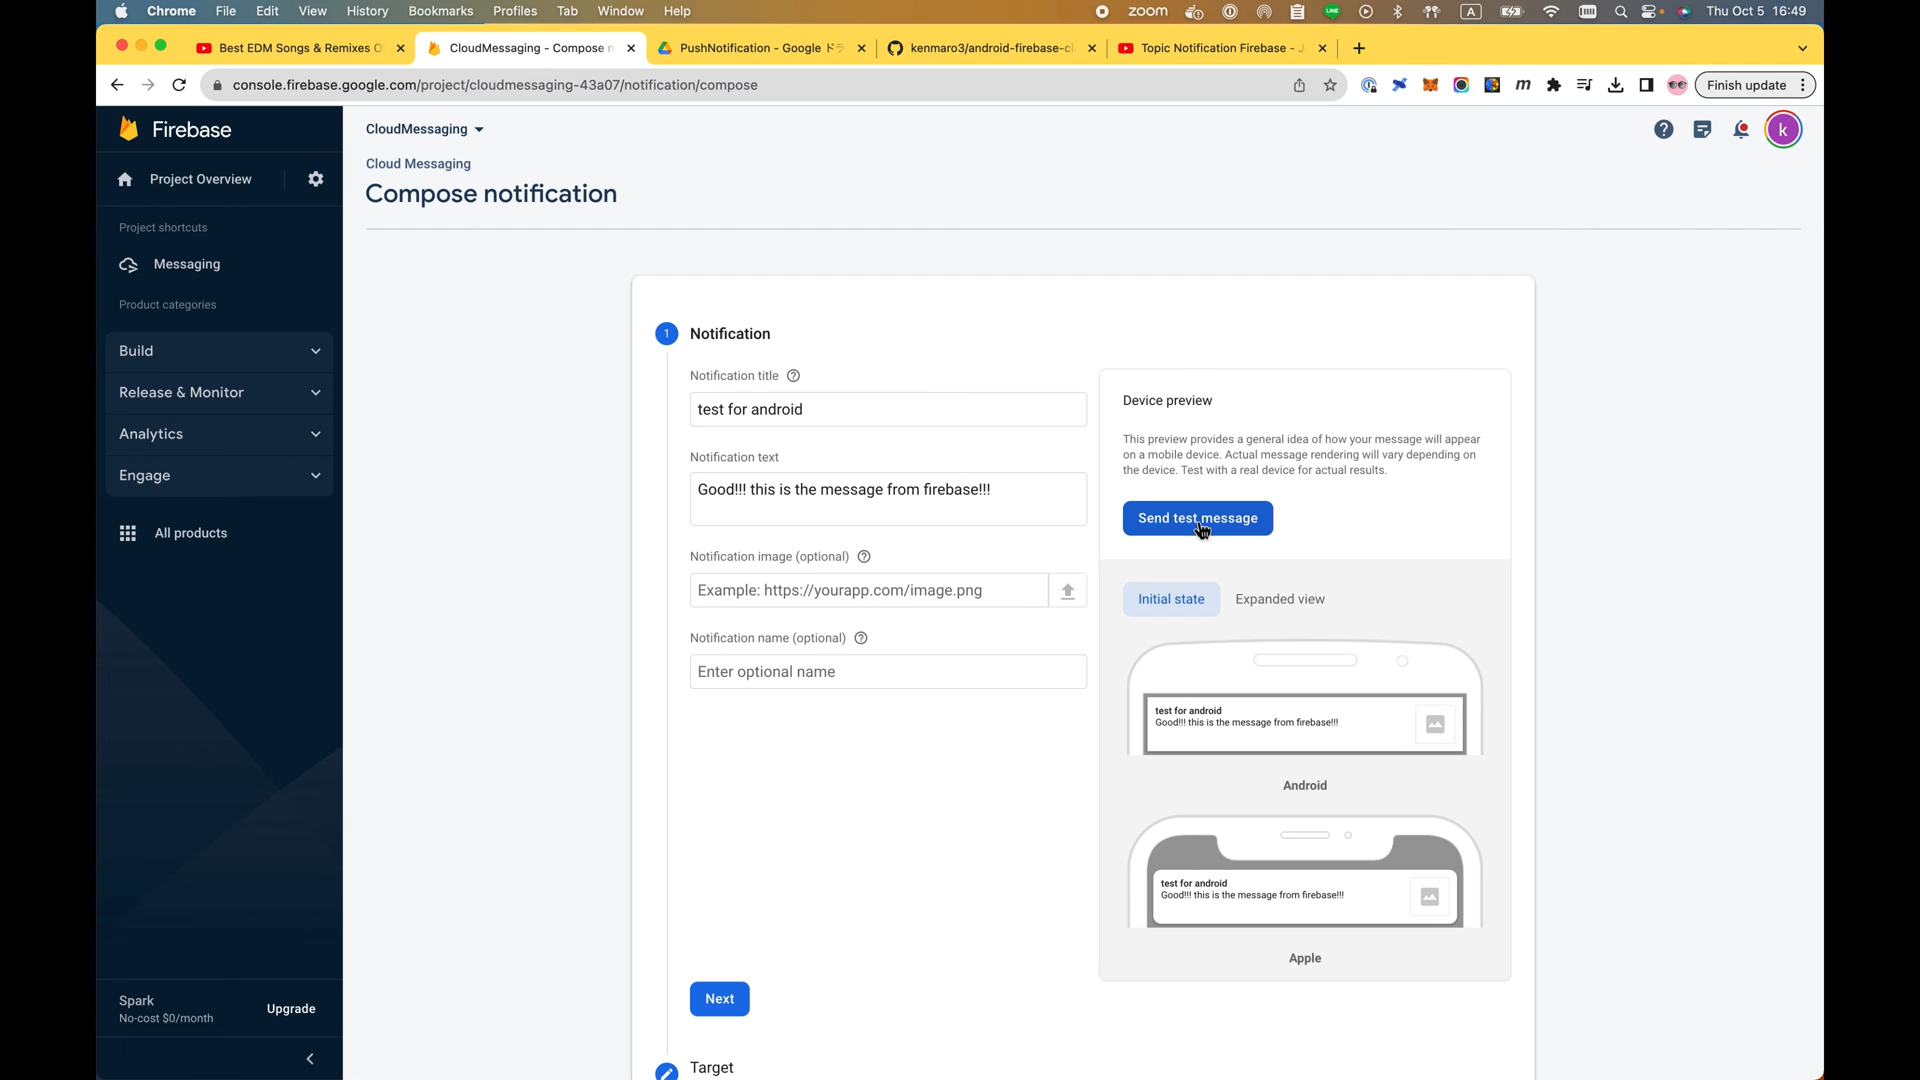 Chrome File Edit View History Bookmarks Profiles Tab Window Help zoom LINE A Thu Oct 5 16:49
Best EDM Songs & Remixes O CloudMessaging - Compose n PushNotification - Google ドラ kenmaro3/android-firebase-cl Topic Notification Firebase - J
console.firebase.google.com/project/cloudmessaging-43a07/notification/compose m Finish update
Firebase
CloudMessaging
k
Project Overview
Cloud Messaging
Compose notification
Project shortcuts
Messaging
Product categories
Build
Release & Monitor
Analytics
Engage
All products
Spark
No-cost $0/month
Upgrade
1 Notification
Notification title
test for android
Notification text
Good!!! this is the message from firebase!!!
Notification image (optional)
Example: https://yourapp.com/image.png
Notification name (optional)
Enter optional name
Next
Target
Device preview
This preview provides a general idea of how your message will appear
on a mobile device. Actual message rendering will vary depending on
the device. Test with a real device for actual results.
Send test message
Initial state Expanded view
test for android
Good!!! this is the message from firebase!!!
Android
test for android
Good!!! this is the message from firebase!!!
Apple